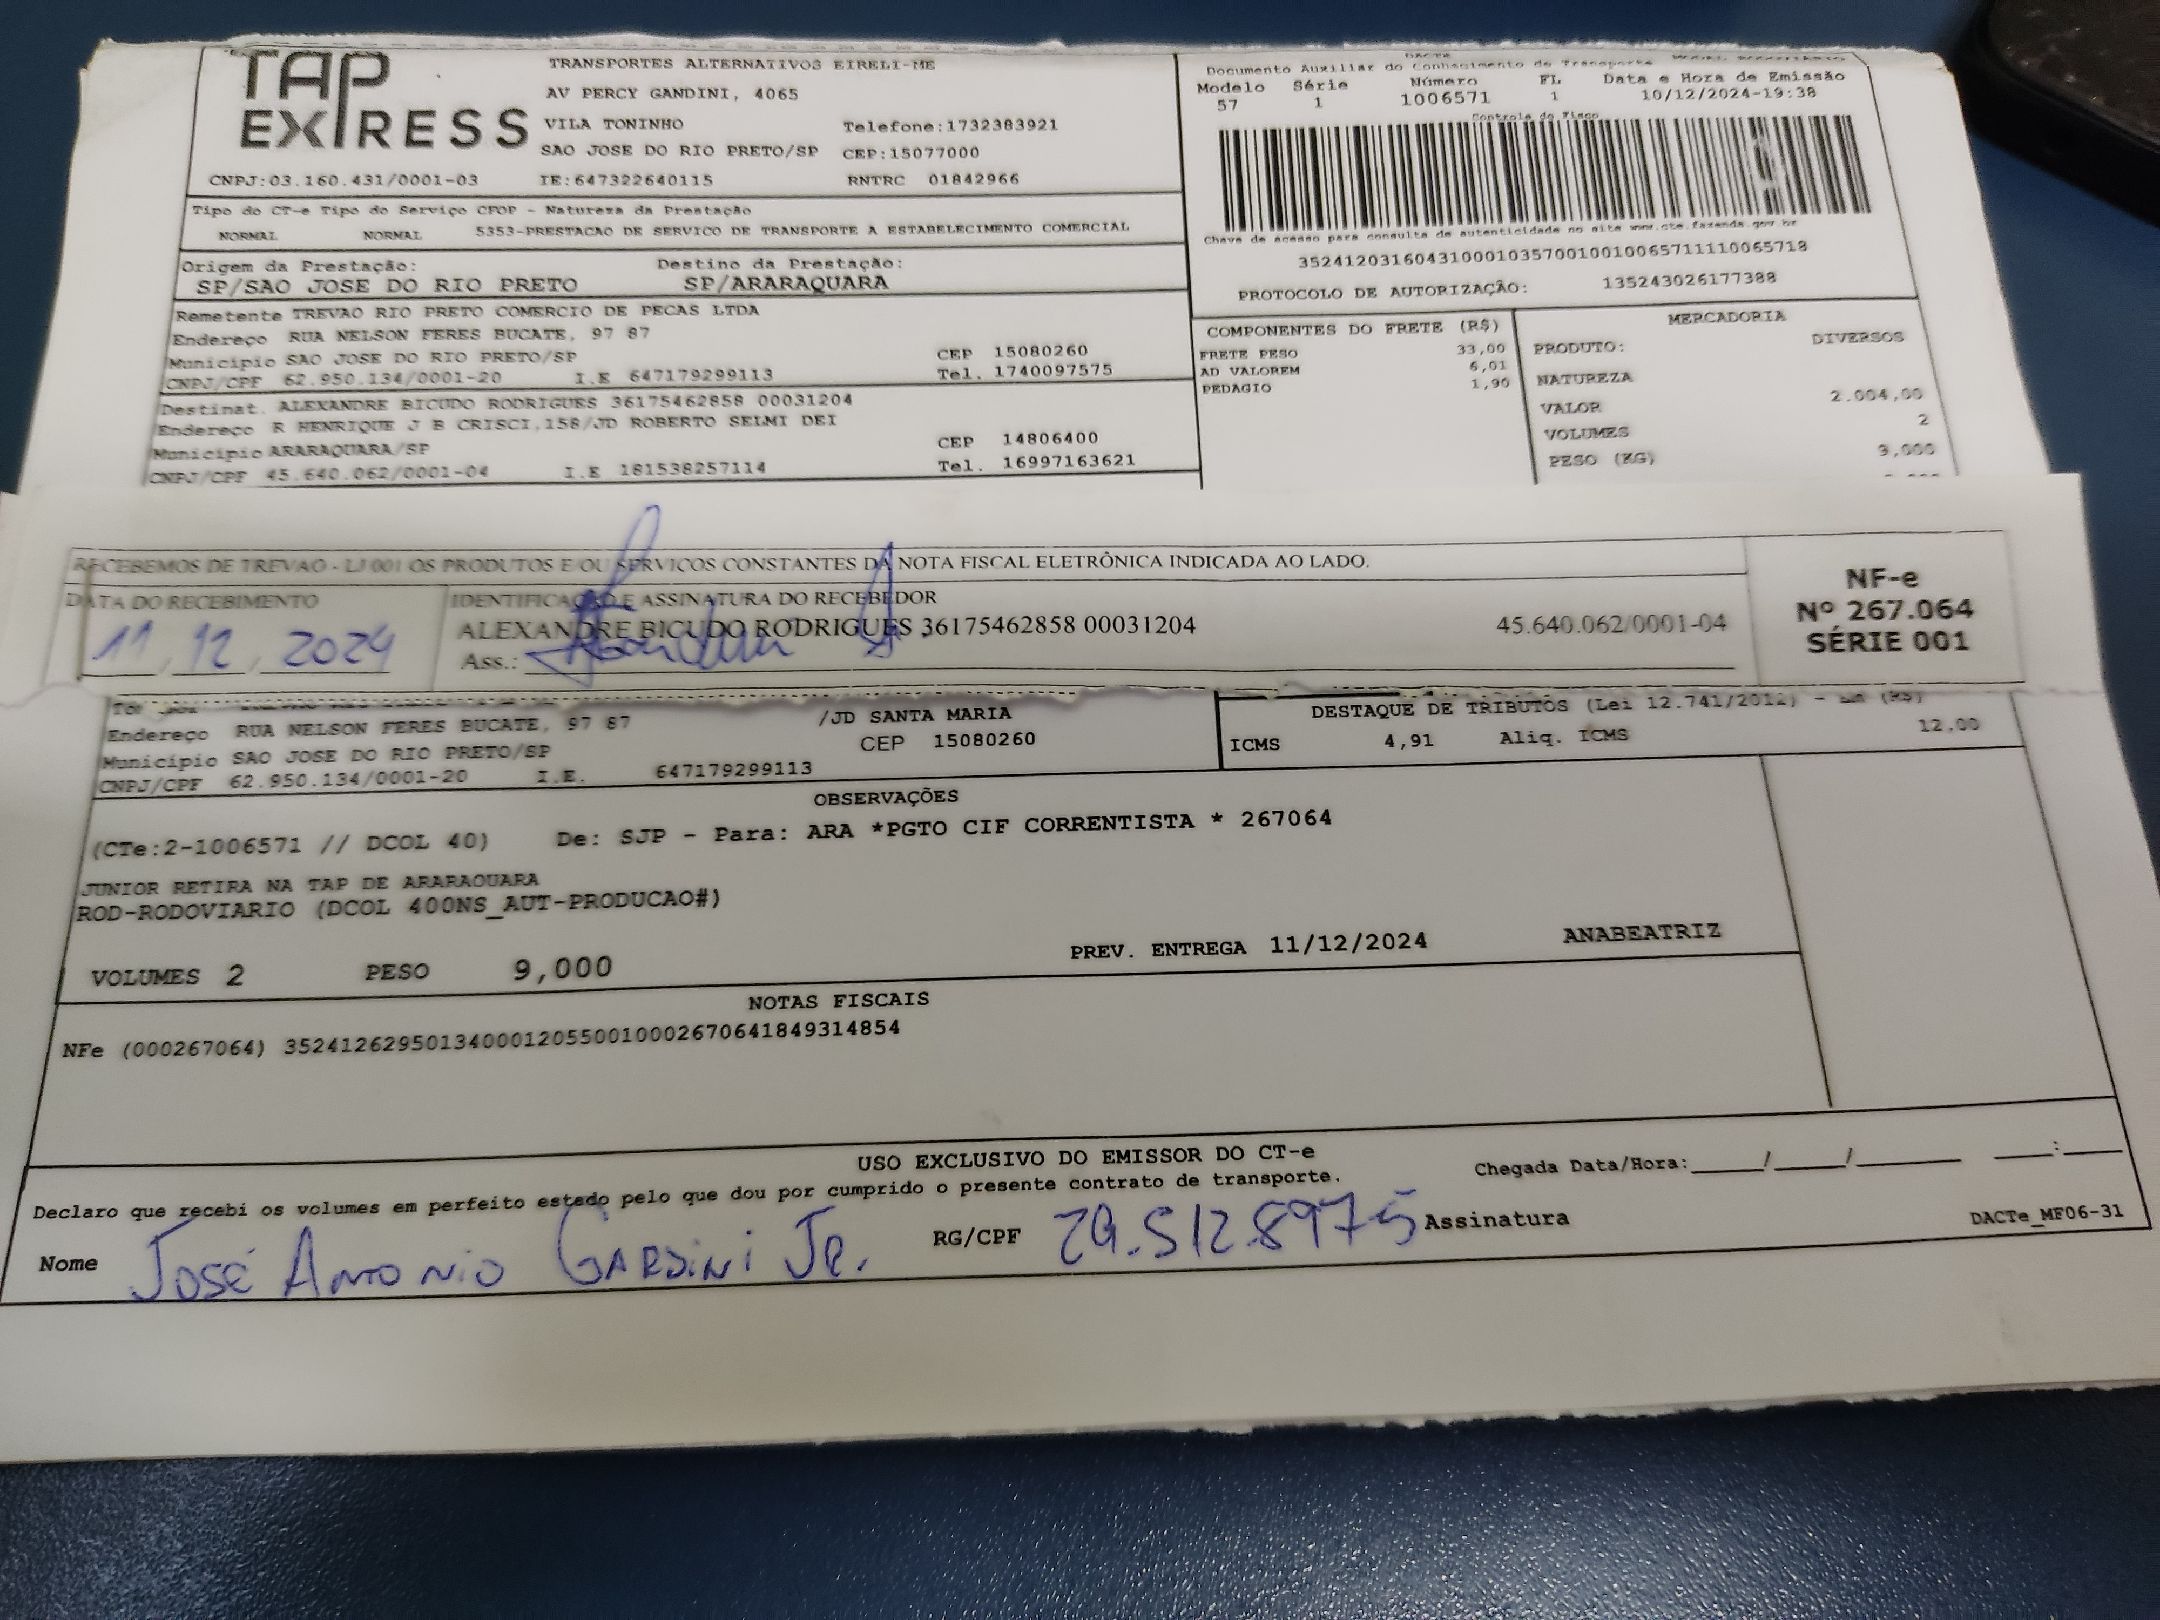 TAP EXPRESS
TRANSPORTES ALTERNATIVOS EIRELI-ME
AV PERCY GANDINI, 4065
VILA TONINHO Telefone:1732383921
SAO JOSE DO RIO PRETO/SP CEP:15077000
CNPJ:03.160.431/0001-03 IE:647322640115 RNTRC 01842966
DACTE
Documento Auxiliar do Conhecimento de Transporte
Modelo Série Número FL Data e Hora de Emissão
57 1 1006571 1 10/12/2024-19:38
Controle do Fisco
Chave de acesso para consulta de autenticidade no site www.cte.fazenda.gov.br
35241203160431000103570010010065711110065718
PROTOCOLO DE AUTORIZAÇÃO: 135243026177388
Tipo do CT-e Tipo do Serviço CFOP - Natureza da Prestação
NORMAL NORMAL 5353-PRESTACAO DE SERVICO DE TRANSPORTE A ESTABELECIMENTO COMERCIAL
Origem da Prestação: Destino da Prestação:
SP/SAO JOSE DO RIO PRETO SP/ARARAQUARA
Remetente TREVAO RIO PRETO COMERCIO DE PECAS LTDA
Endereço RUA NELSON FERES BUCATE, 97 87
Municipio SAO JOSE DO RIO PRETO/SP CEP 15080260
CNPJ/CPF 62.950.134/0001-20 I.E 647179299113 Tel. 1740097575
Destinat. ALEXANDRE BICUDO RODRIGUES 36175462858 00031204
Endereço R HENRIQUE J B CRISCI,158/JD ROBERTO SELMI DEI
Municipio ARARAQUARA/SP CEP 14806400
CNPJ/CPF 45.640.062/0001-04 I.E 181538257114 Tel. 16997163621
COMPONENTES DO FRETE (R$)
FRETE PESO 33,00
AD VALOREM 6,01
PEDAGIO 1,90
MERCADORIA
PRODUTO: DIVERSOS
NATUREZA
VALOR 2.004,00
VOLUMES 2
PESO (KG) 9,000
RECEBEMOS DE TREVAO - LJ 001 OS PRODUTOS E OU SERVICOS CONSTANTES DA NOTA FISCAL ELETRÔNICA INDICADA AO LADO.
DATA DO RECEBIMENTO IDENTIFICAÇÃO E ASSINATURA DO RECEBEDOR
11, 12, 2024
ALEXANDRE BICUDO RODRIGUES 36175462858 00031204 45.640.062/0001-04
Ass.:
NF-e
Nº 267.064
SÉRIE 001
Endereço RUA NELSON FERES BUCATE, 97 87 /JD SANTA MARIA
Municipio SAO JOSE DO RIO PRETO/SP CEP 15080260
CNPJ/CPF 62.950.134/0001-20 I.E. 647179299113
DESTAQUE DE TRIBUTOS (Lei 12.741/2012) - Em (R$)
ICMS 4,91 Aliq. ICMS 12,00
OBSERVAÇÕES
(CTe:2-1006571 // DCOL 40) De: SJP - Para: ARA *PGTO CIF CORRENTISTA * 267064
JUNIOR RETIRA NA TAP DE ARARAQUARA
ROD-RODOVIARIO (DCOL 400NS_AUT-PRODUCAO#)
VOLUMES 2 PESO 9,000 PREV. ENTREGA 11/12/2024 ANABEATRIZ
NOTAS FISCAIS
NFe (000267064) 35241262950134000120550010002670641849314854
USO EXCLUSIVO DO EMISSOR DO CT-e
Declaro que recebi os volumes em perfeito estado pelo que dou por cumprido o presente contrato de transporte. Chegada Data/Hora:____/____/______ ___:___
Nome JOSÉ ANTONIO GARDINI JR. RG/CPF 29.512.897-5 Assinatura
DACTe_MF06-31